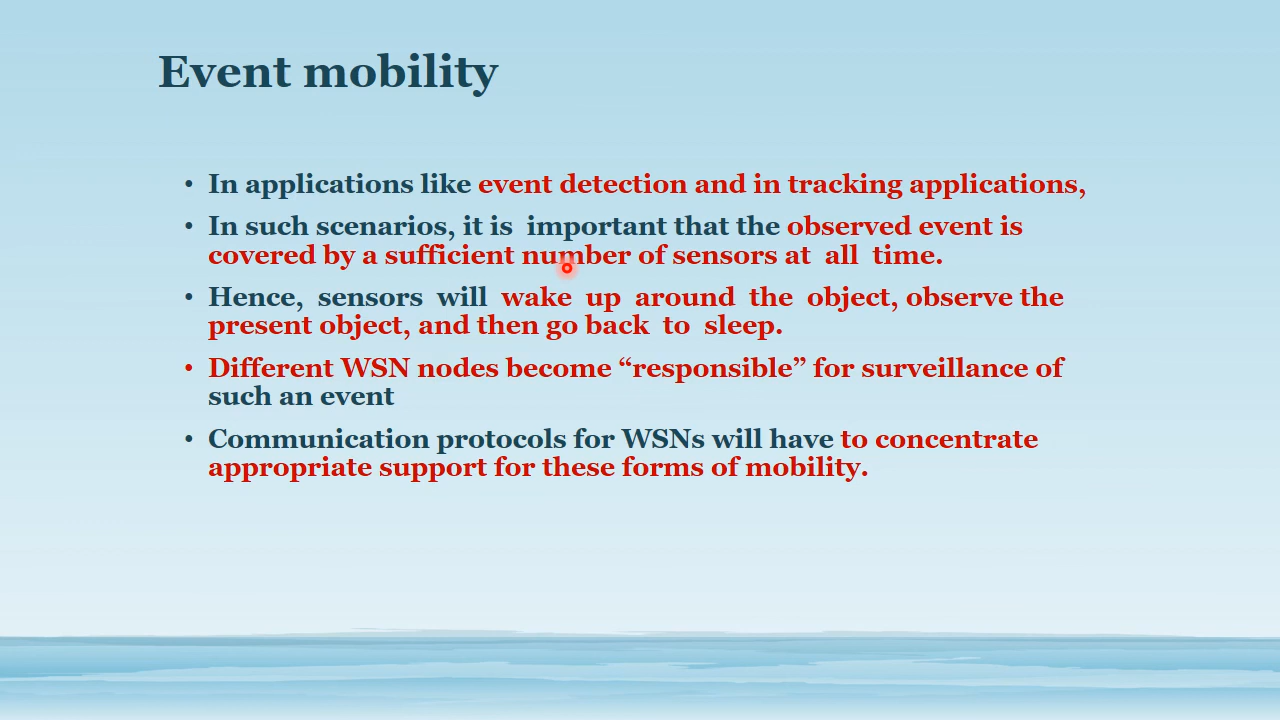 Event mobility
• In applications like event detection and in tracking applications,
• In such scenarios, it is important that the observed event is
covered by a sufficient number of sensors at all time.
• Hence, sensors will wake up around the object, observe the
present object, and then go back to sleep.
• Different WSN nodes become “responsible” for surveillance of
such an event
• Communication protocols for WSNs will have to concentrate
appropriate support for these forms of mobility.